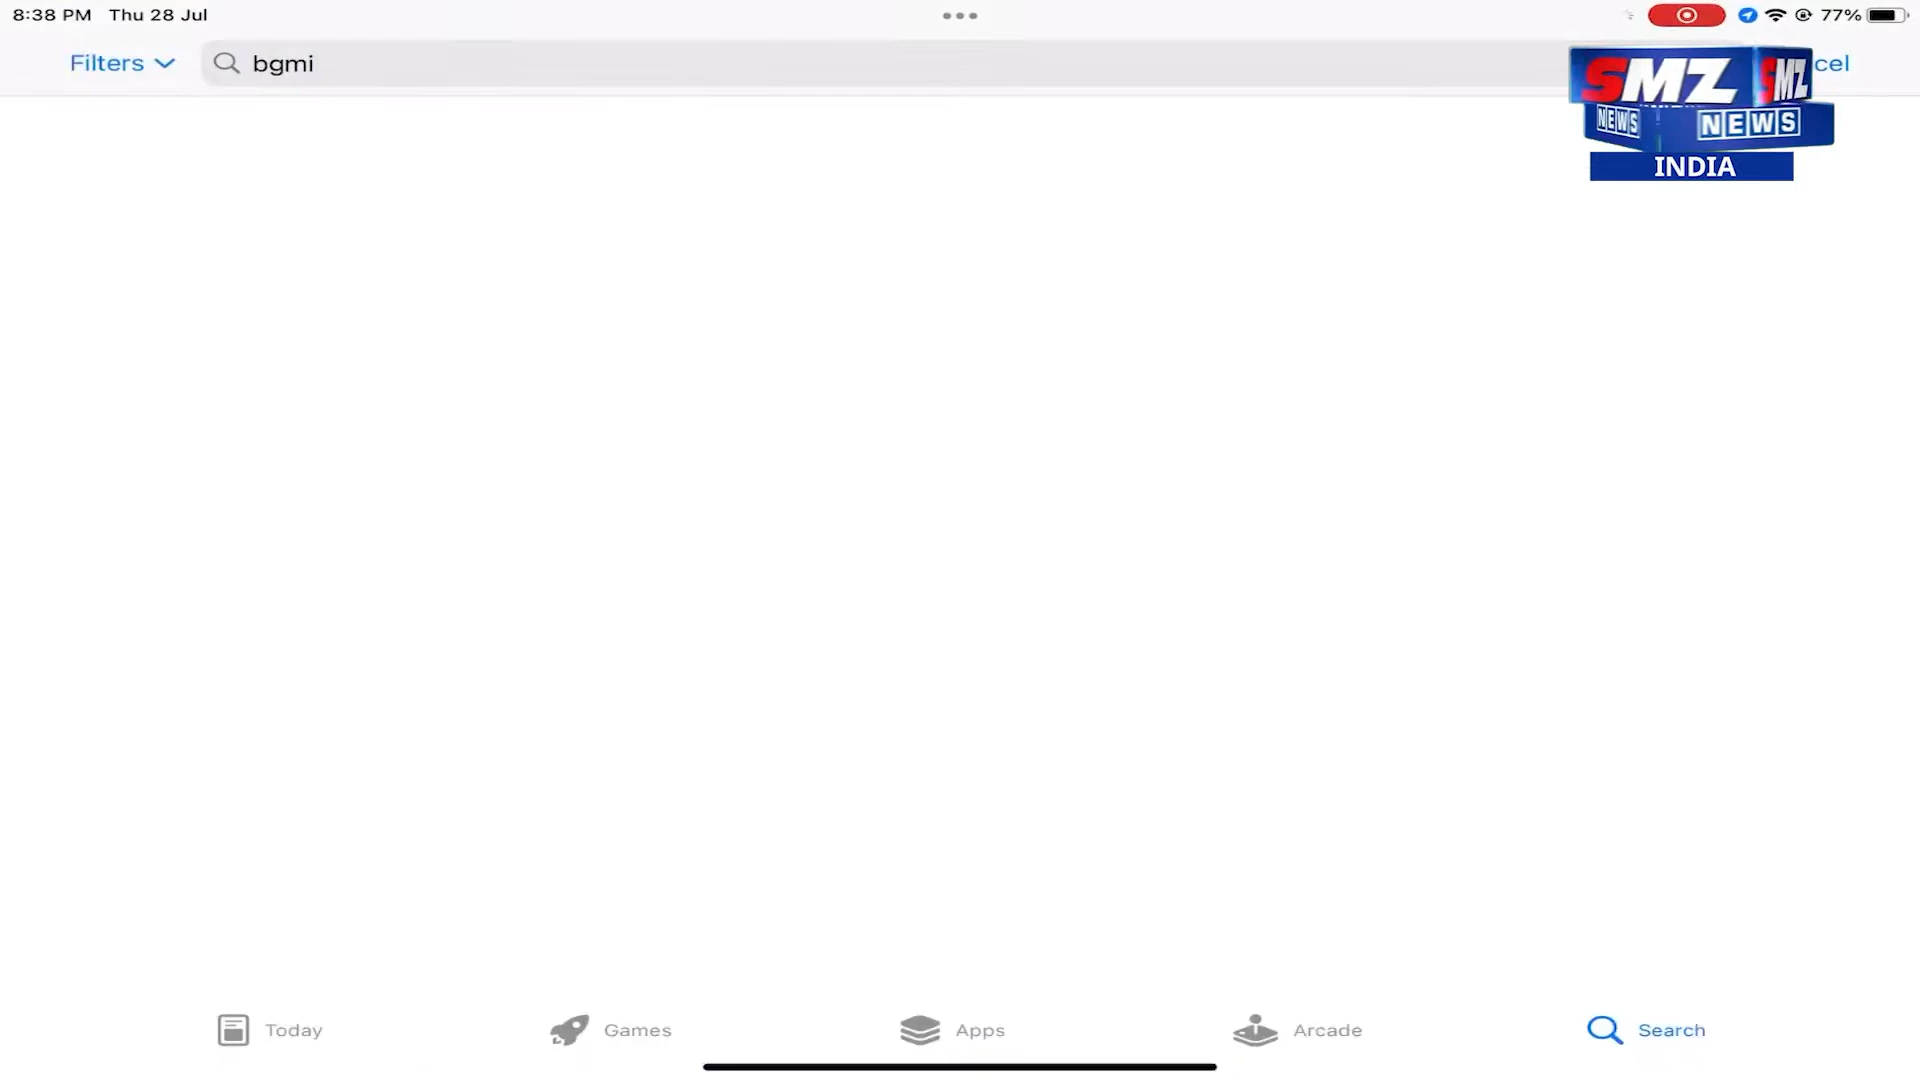 8:38 PM Thu 28 Jul
77%
Filters
bgmi
cel
SMZ SMZ
NEWS NEWS
INDIA
Today
Games
Apps
Arcade
Search